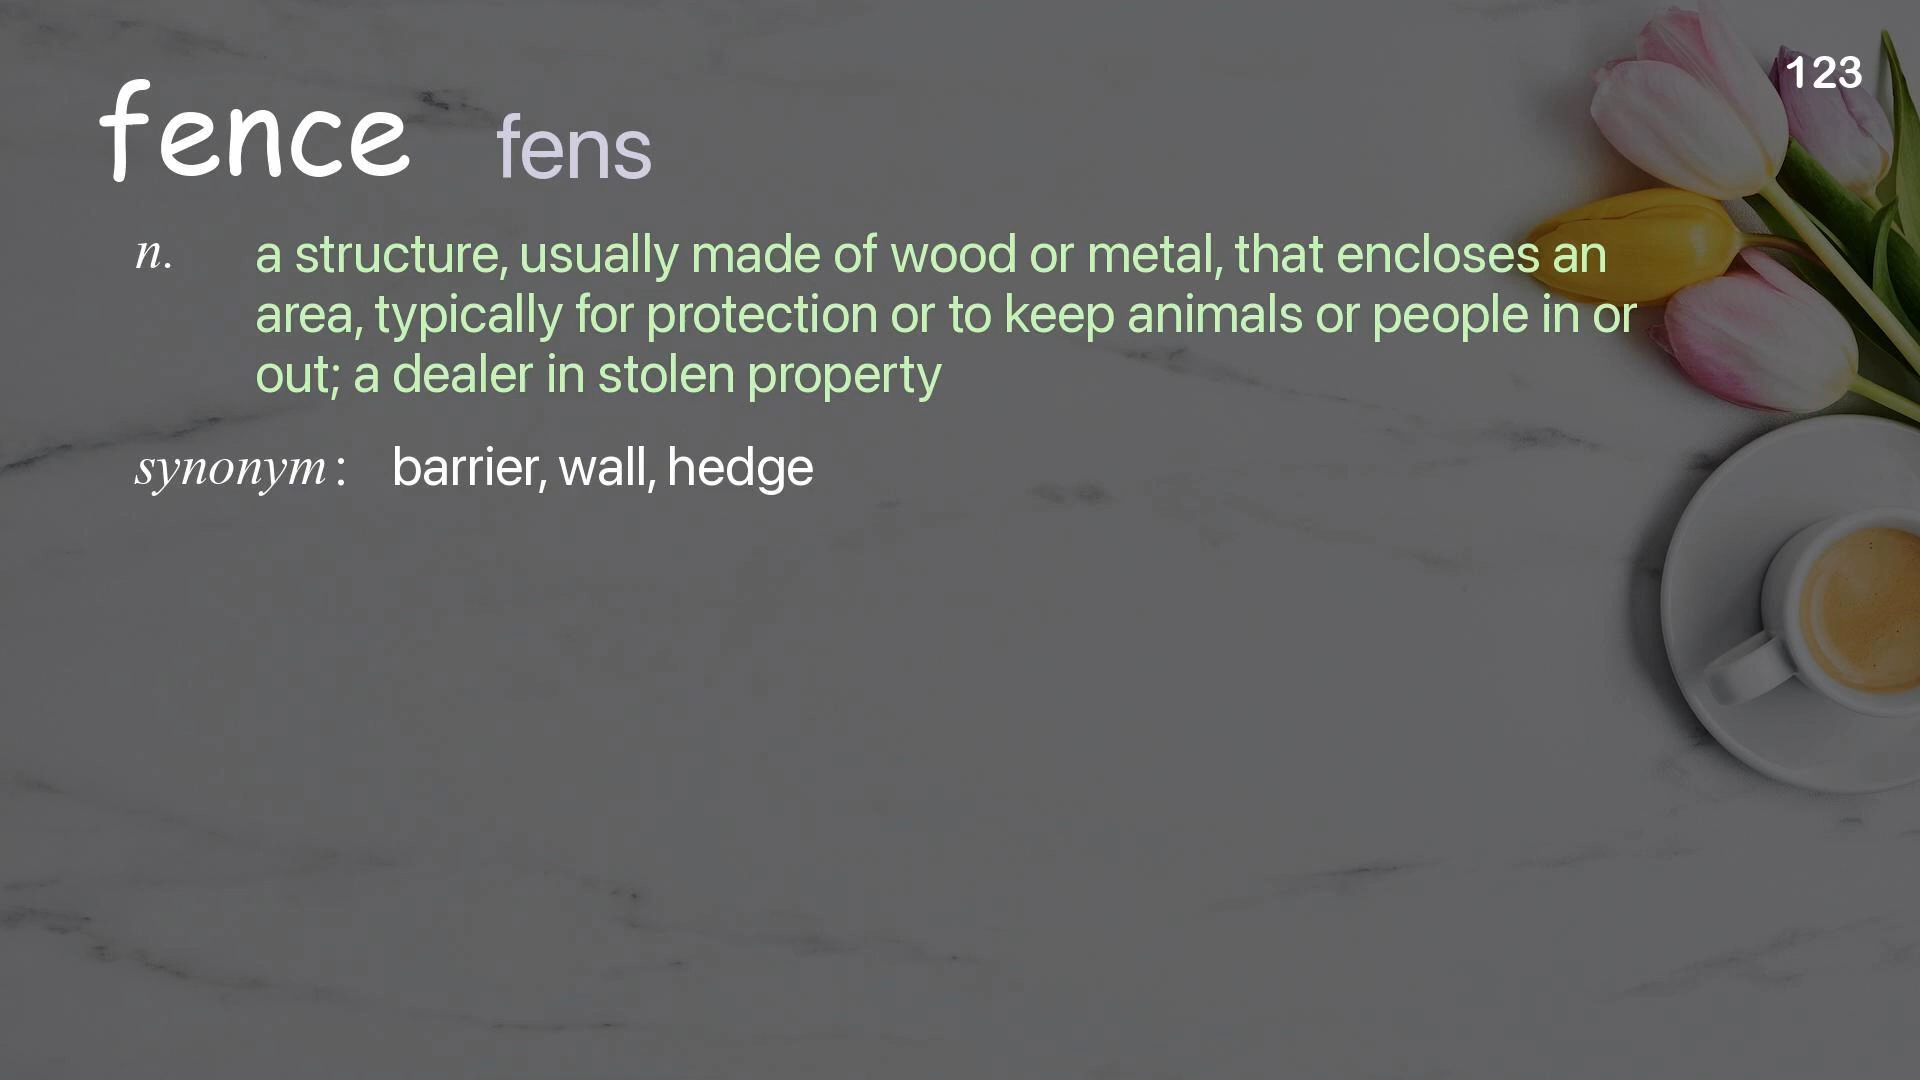 123
fence fens
n. a structure, usually made of wood or metal, that encloses an
area, typically for protection or to keep animals or people in or
out; a dealer in stolen property
synonym: barrier, wall, hedge